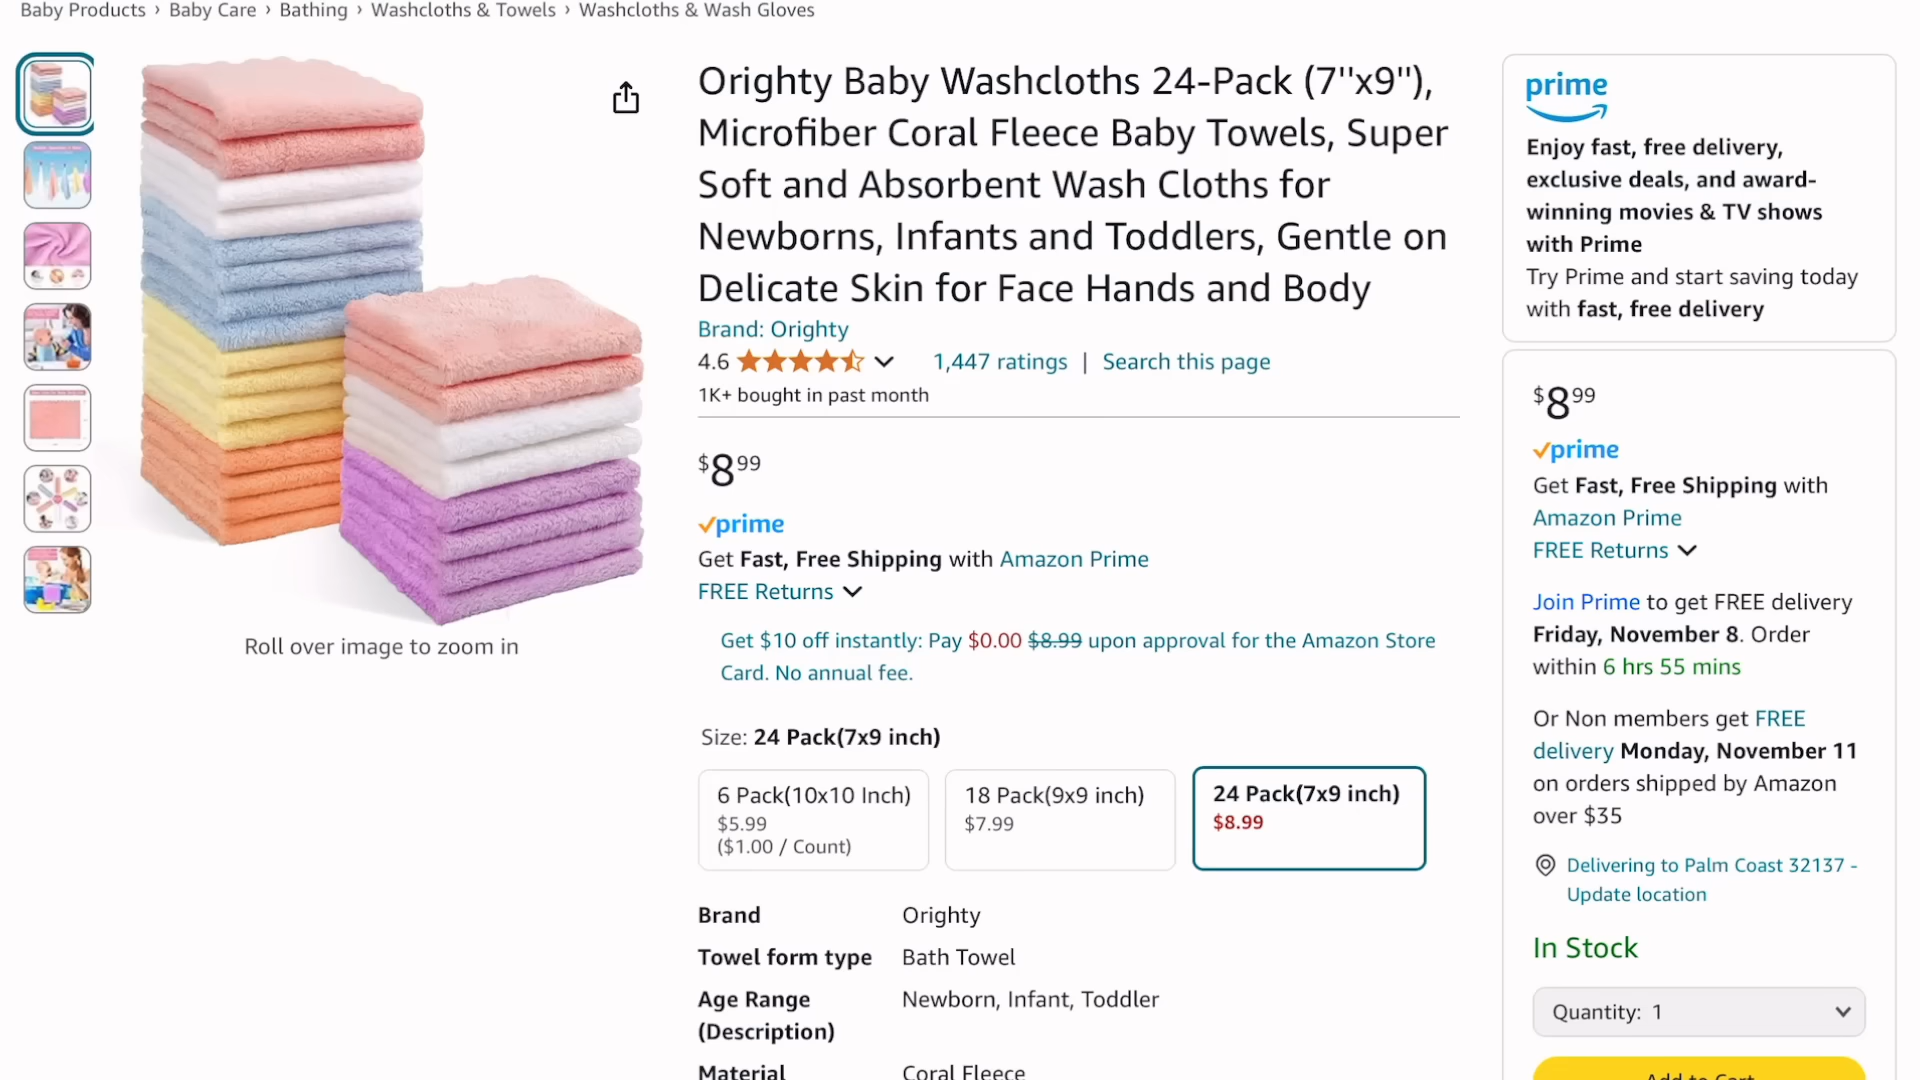 Baby Products › Baby Care › Bathing › Washcloths & Towels › Washcloths & Wash Gloves
Orighty Baby Washcloths 24-Pack (7''x9''),
Microfiber Coral Fleece Baby Towels, Super
Soft and Absorbent Wash Cloths for
Newborns, Infants and Toddlers, Gentle on
Delicate Skin for Face Hands and Body
Brand: Orighty
4.6 1,447 ratings | Search this page
1K+ bought in past month
$8 99
prime
Get Fast, Free Shipping with Amazon Prime
FREE Returns
Get $10 off instantly: Pay $0.00 $8.99 upon approval for the Amazon Store
Card. No annual fee.
Size: 24 Pack(7x9 inch)
6 Pack(10x10 Inch)
$5.99
($1.00 / Count)
18 Pack(9x9 inch)
$7.99
24 Pack(7x9 inch)
$8.99
Brand Orighty
Towel form type Bath Towel
Age Range Newborn, Infant, Toddler
(Description)
Material Coral Fleece
Roll over image to zoom in
prime
Enjoy fast, free delivery,
exclusive deals, and award-
winning movies & TV shows
with Prime
Try Prime and start saving today
with fast, free delivery
$8 99
prime
Get Fast, Free Shipping with
Amazon Prime
FREE Returns
Join Prime to get FREE delivery
Friday, November 8. Order
within 6 hrs 55 mins
Or Non members get FREE
delivery Monday, November 11
on orders shipped by Amazon
over $35
Delivering to Palm Coast 32137 -
Update location
In Stock
Quantity: 1
Add to Cart